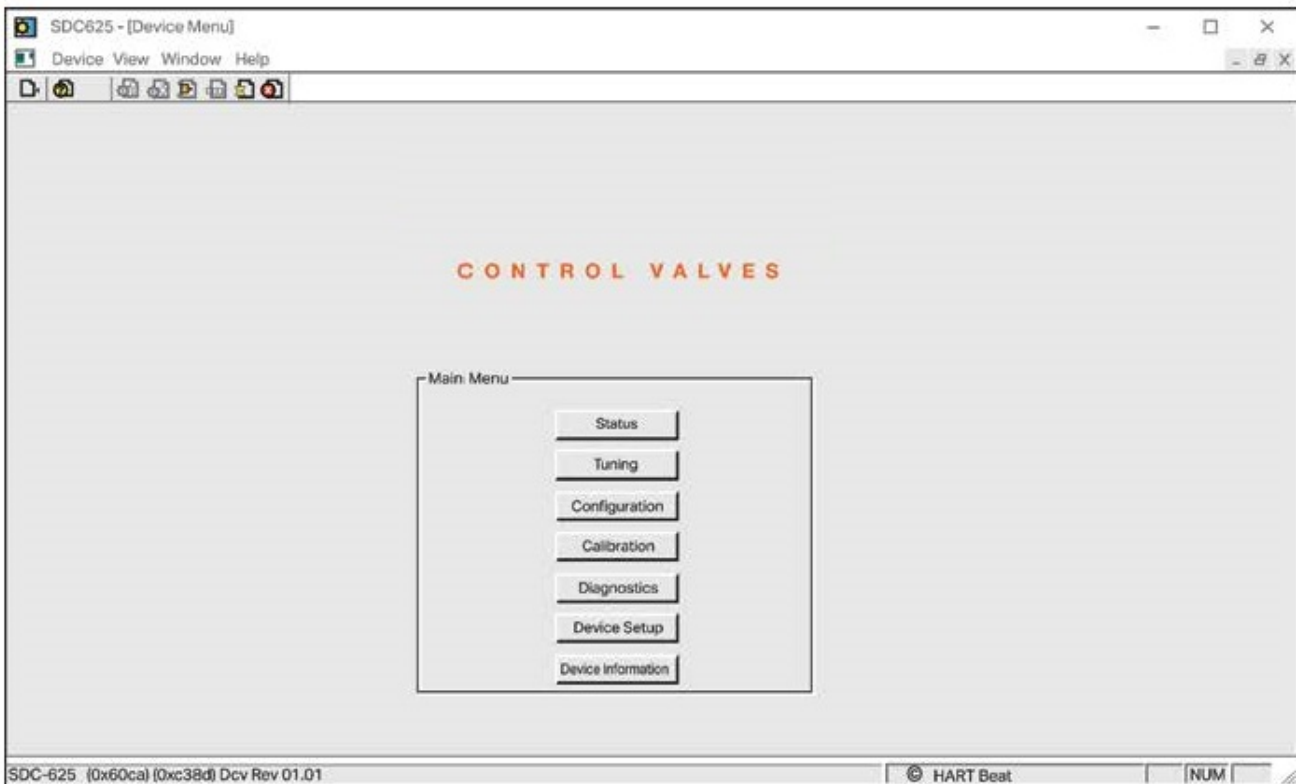 SDC625 - [Device Menu]
Device View Window Help
CONTROL VALVES
Main Menu
Status
Tuning
Configuration
Calibration
Diagnostics
Device Setup
Device Information
SDC-625 (0x60ca) (0xc38d) Dcv Rev 01.01
© HART Beat
NUM